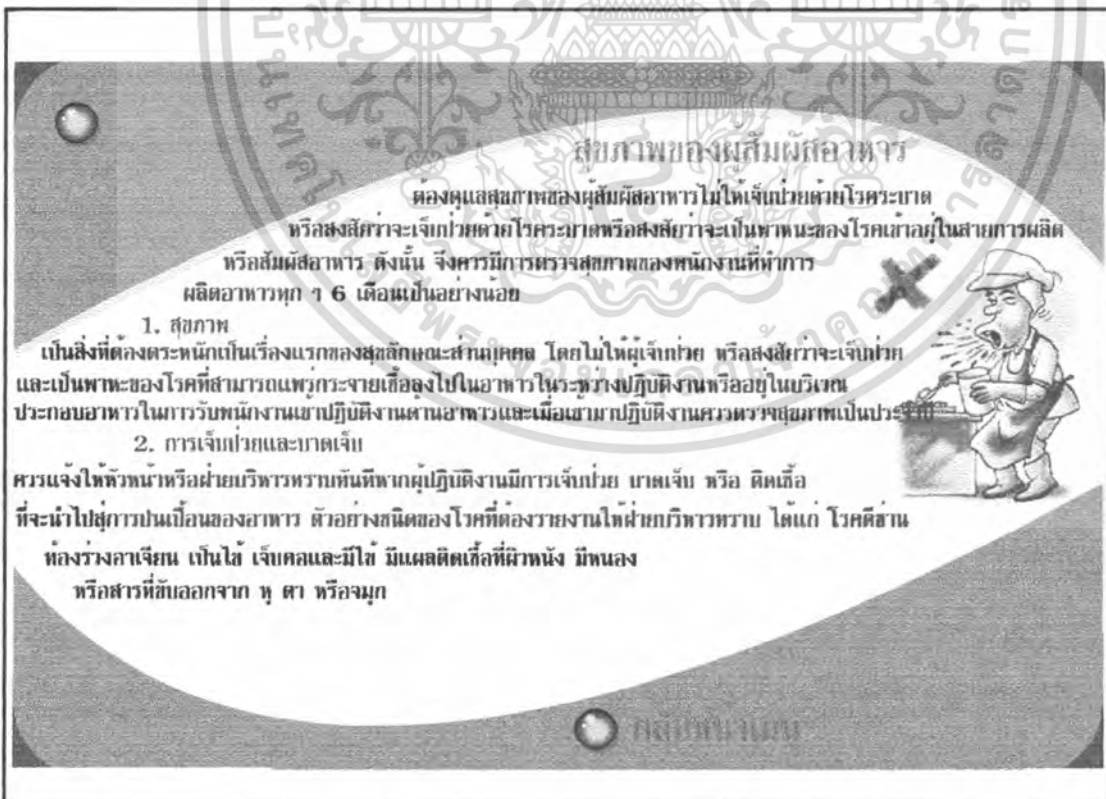 สุขภาพของผู้สัมผัสอาหาร
ต้องดูแลสุขภาพของผู้สัมผัสอาหารไม่ให้เจ็บป่วยด้วยโรคระบาด
หรือสงสัยว่าจะเจ็บป่วยด้วยโรคระบาดหรือสงสัยว่าจะเป็นพาหนะของโรคเข้าอยู่ในสายการผลิต
หรือสัมผัสอาหาร ดังนั้น จึงควรมีการตรวจสุขภาพของพนักงานที่ทำการ
ผลิตอาหารทุก ๆ 6 เดือนเป็นอย่างน้อย
1. สุขภาพ
เป็นสิ่งที่ต้องตระหนักเป็นเรื่องแรกของสุขลักษณะส่วนบุคคล โดยไม่ให้ผู้เจ็บป่วย หรือสงสัยว่าจะเจ็บป่วย
และเป็นพาหะของโรคที่สามารถแพร่กระจายเชื้อลงไปในอาหารในระหว่างปฏิบัติงานหรืออยู่ในบริเวณ
ประกอบอาหารในการรับพนักงานเข้าปฏิบัติงานด้านอาหารและเมื่อเข้ามาปฏิบัติงานควรตรวจสุขภาพเป็นประจำปี
2. การเจ็บป่วยและบาดเจ็บ
ควรแจ้งให้หัวหน้าหรือฝ่ายบริหารทราบทันทีหากผู้ปฏิบัติงานมีการเจ็บป่วย บาดเจ็บ หรือ ติดเชื้อ
ที่จะนำไปสู่การปนเปื้อนของอาหาร ตัวอย่างชนิดของโรคที่ต้องรายงานให้ฝ่ายบริหารทราบ ได้แก่ โรคดีซ่าน
ท้องร่วงอาเจียน เป็นไข้ เจ็บคอและมีไข้ มีแผลติดเชื้อที่ผิวหนัง มีหนอง
หรือสารที่ขับออกจาก หู ตา หรือจมูก
กลับหน้าเมนู